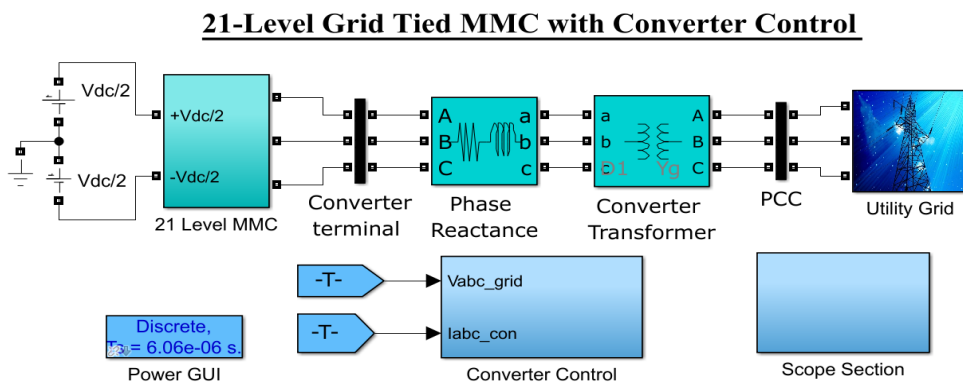 21-Level Grid Tied MMC with Converter Control
Vdc/2
Vdc/2
+Vdc/2
-Vdc/2
21 Level MMC
Converter
terminal
A
B
C
a
b
c
Phase
Reactance
a
b
c
D1
Yg
A
B
C
Converter
Transformer
PCC
Utility Grid
-T-
-T-
Vabc_grid
Iabc_con
Converter Control
Scope Section
Discrete,
= 6.06e-06 s.
Power GUI